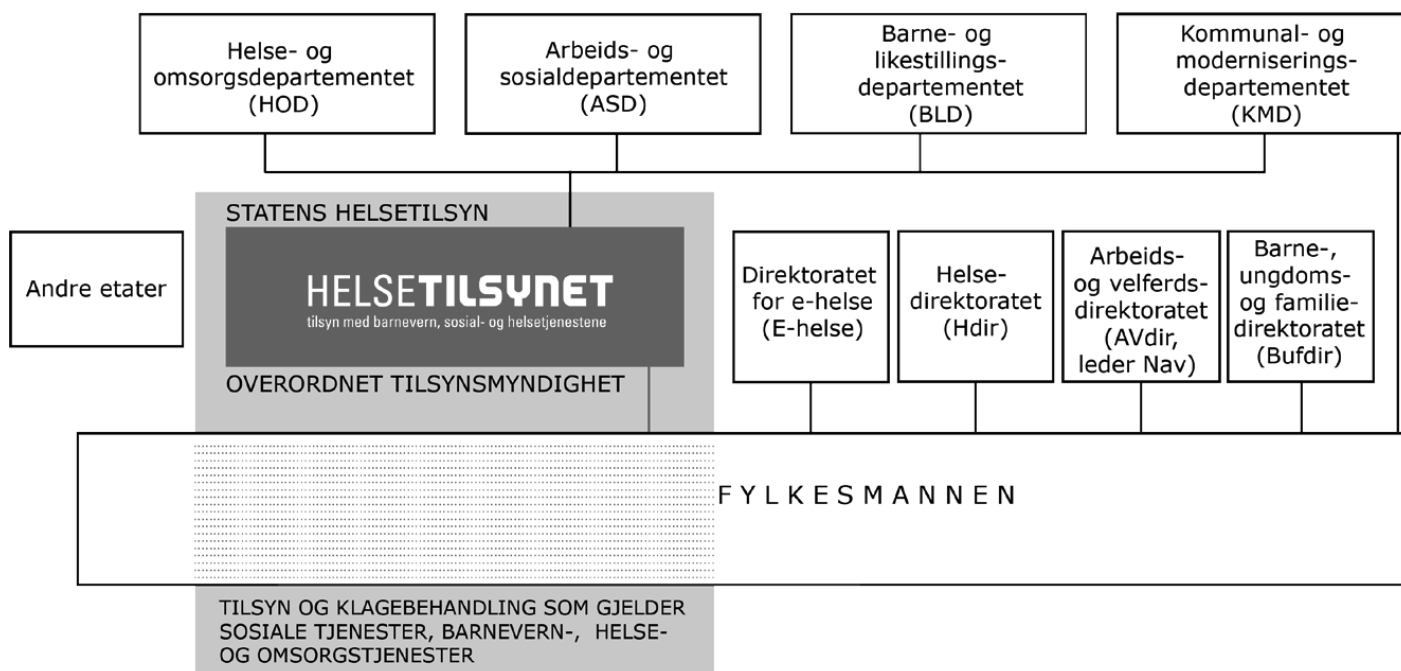 Helse- og
omsorgsdepartementet
(HOD)
Arbeids- og
sosialdepartementet
(ASD)
Barne- og
likestillings-
departementet
(BLD)
Kommunal- og
moderniserings-
departementet
(KMD)
Andre etater
STATENS HELSETILSYN
HELSETILSYNET
tilsyn med barnevern, sosial- og helsetjenestene
OVERORDNET TILSYNSMYNDIGHET
Direktoratet
for e-helse
(E-helse)
Helse-
direktoratet
(Hdir)
Arbeids-
og velferds-
direktoratet
(AVdir,
leder Nav)
Barne-,
ungdoms-
og familie-
direktoratet
(Bufdir)
FYLKESMANNEN
TILSYN OG KLAGEBEHANDLING SOM GJELDER
SOSIALE TJENESTER, BARNEVERN-, HELSE-
OG OMSORGSTJENESTER